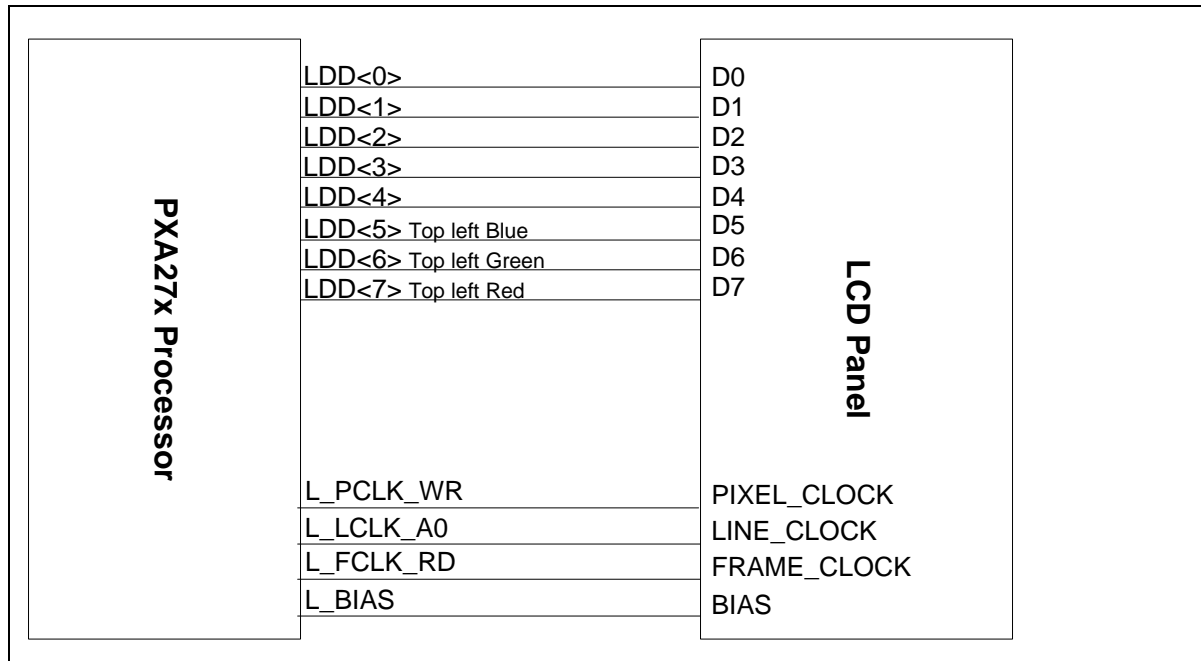 LDD<0> D0
LDD<1> D1
LDD<2> D2
LDD<3> D3
LDD<4> D4
LDD<5> Top left Blue D5
LDD<6> Top left Green D6
LDD<7> Top left Red D7
PXA27x Processor
LCD Panel
L_PCLK_WR PIXEL_CLOCK
L_LCLK_A0 LINE_CLOCK
L_FCLK_RD FRAME_CLOCK
L_BIAS BIAS